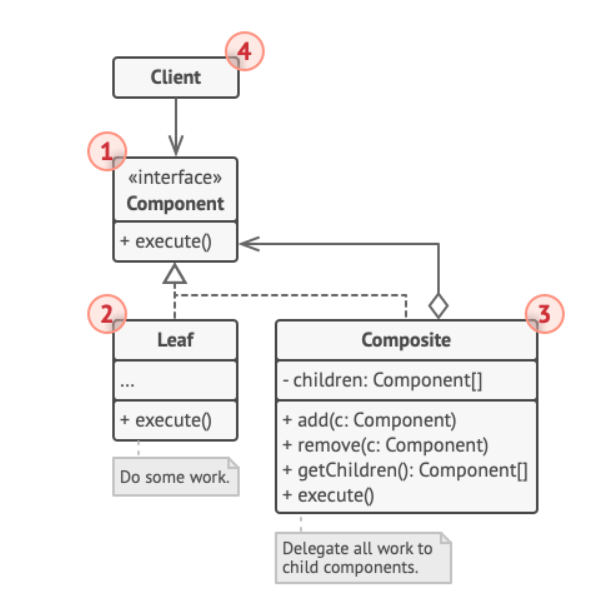 4
Client
1
«interface»
Component
+ execute()
2
Leaf
...
+ execute()
Do some work.
3
Composite
- children: Component[]
+ add(c: Component)
+ remove(c: Component)
+ getChildren(): Component[]
+ execute()
Delegate all work to
child components.